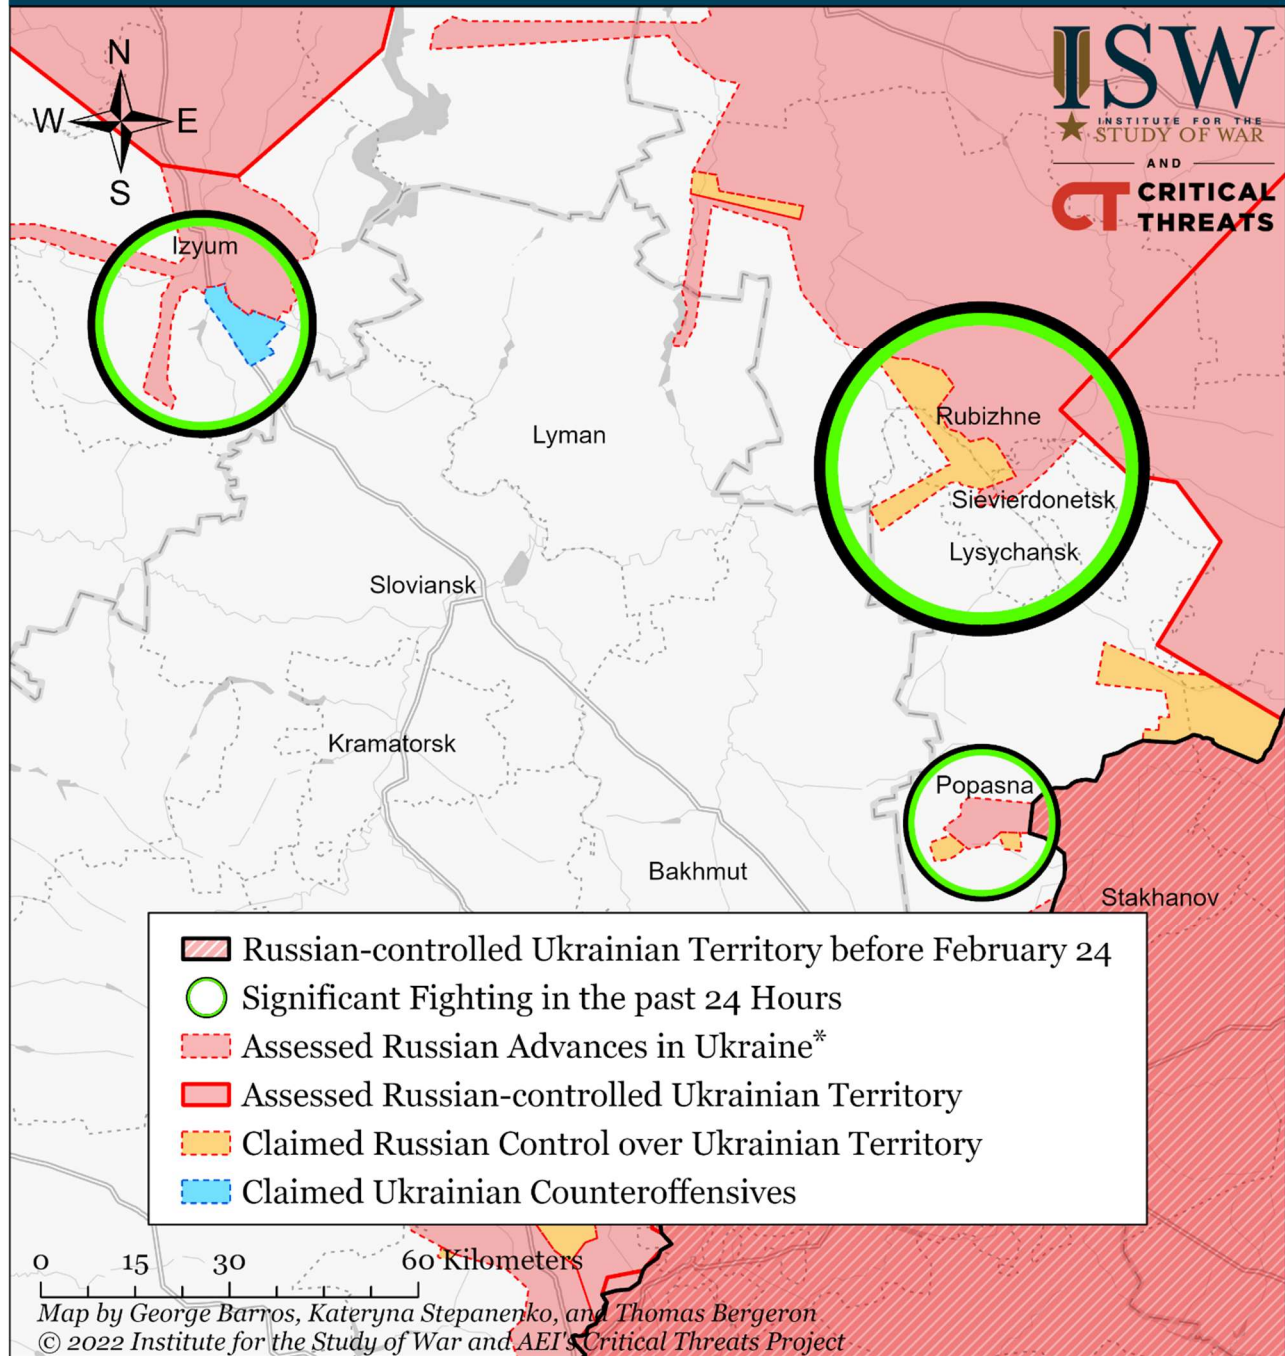 N
W E
S
ISW
INSTITUTE FOR THE
STUDY OF WAR
AND
CT CRITICAL
THREATS
Izyum
Rubizhne
Lyman
Sievierdonetsk
Lysychansk
Sloviansk
Kramatorsk
Popasna
Bakhmut
Stakhanov
Russian-controlled Ukrainian Territory before February 24
Significant Fighting in the past 24 Hours
Assessed Russian Advances in Ukraine*
Assessed Russian-controlled Ukrainian Territory
Claimed Russian Control over Ukrainian Territory
Claimed Ukrainian Counteroffensives
0 15 30 60 Kilometers
Map by George Barros, Kateryna Stepanenko, and Thomas Bergeron
© 2022 Institute for the Study of War and AEI's Critical Threats Project